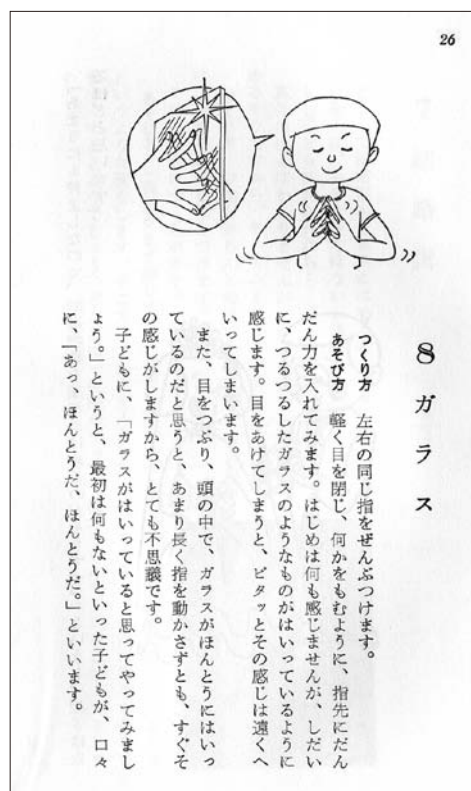 26
8 ガラス
つくり方 左右の同じ指をぜんぶつけます。
あそび方 軽く目を閉じ、何かをもむように、指先にだん
だん力を入れてみます。はじめは何も感じませんが、しだい
に、つるつるしたガラスのようなものがはいっているように
感じます。目をあけてしまうと、ピタッとその感じは遠くへ
いってしまいます。
また、目をつぶり、頭の中で、ガラスがほんとうにはいっ
ているのだと思うと、あまり長く指を動かさずとも、すぐそ
の感じがしますから、とても不思議です。
子どもに、「ガラスがはいっていると思ってやってみまし
ょう。」というと、最初は何もないといった子どもが、口々
に、「あっ、ほんとうだ、ほんとうだ。」といいます。